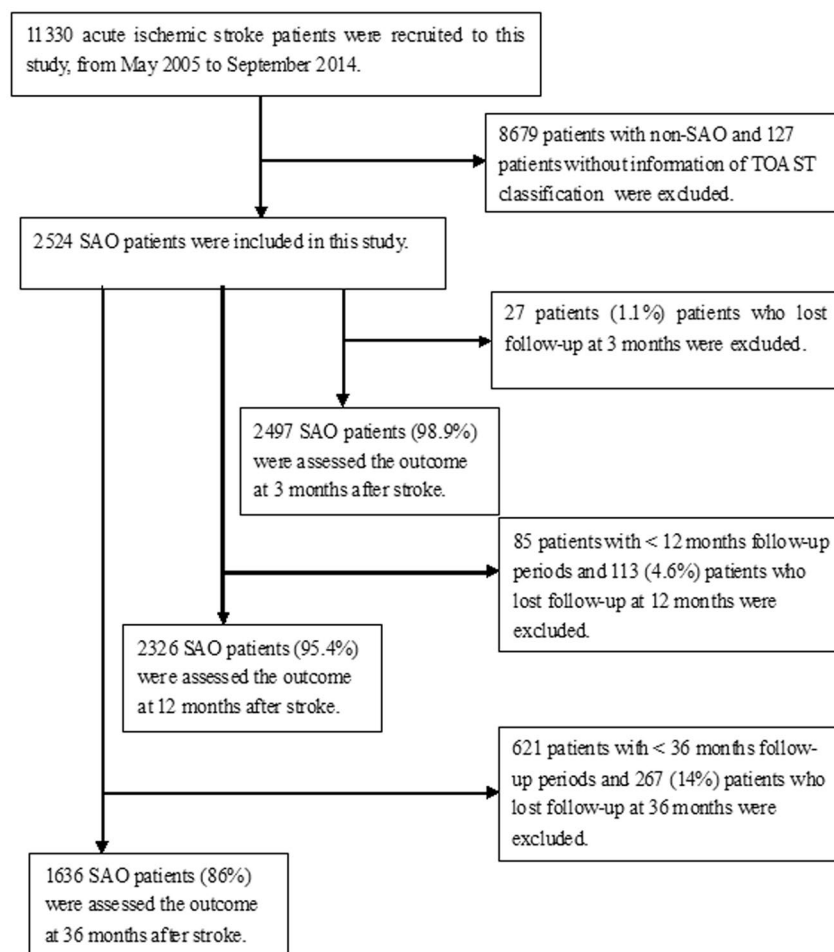 11330 acute ischemic stroke patients were recruited to this
study, from May 2005 to September 2014.
8679 patients with non-SAO and 127
patients without information of TOAST
classification were excluded.
2524 SAO patients were included in this study.
27 patients (1.1%) patients who lost
follow-up at 3 months were excluded.
2497 SAO patients (98.9%)
were assessed the outcome
at 3 months after stroke.
85 patients with < 12 months follow-up
periods and 113 (4.6%) patients who
lost follow-up at 12 months were
excluded.
2326 SAO patients (95.4%)
were assessed the outcome
at 12 months after stroke.
621 patients with < 36 months follow-
up periods and 267 (14%) patients who
lost follow-up at 36 months were
excluded.
1636 SAO patients (86%)
were assessed the outcome
at 36 months after stroke.